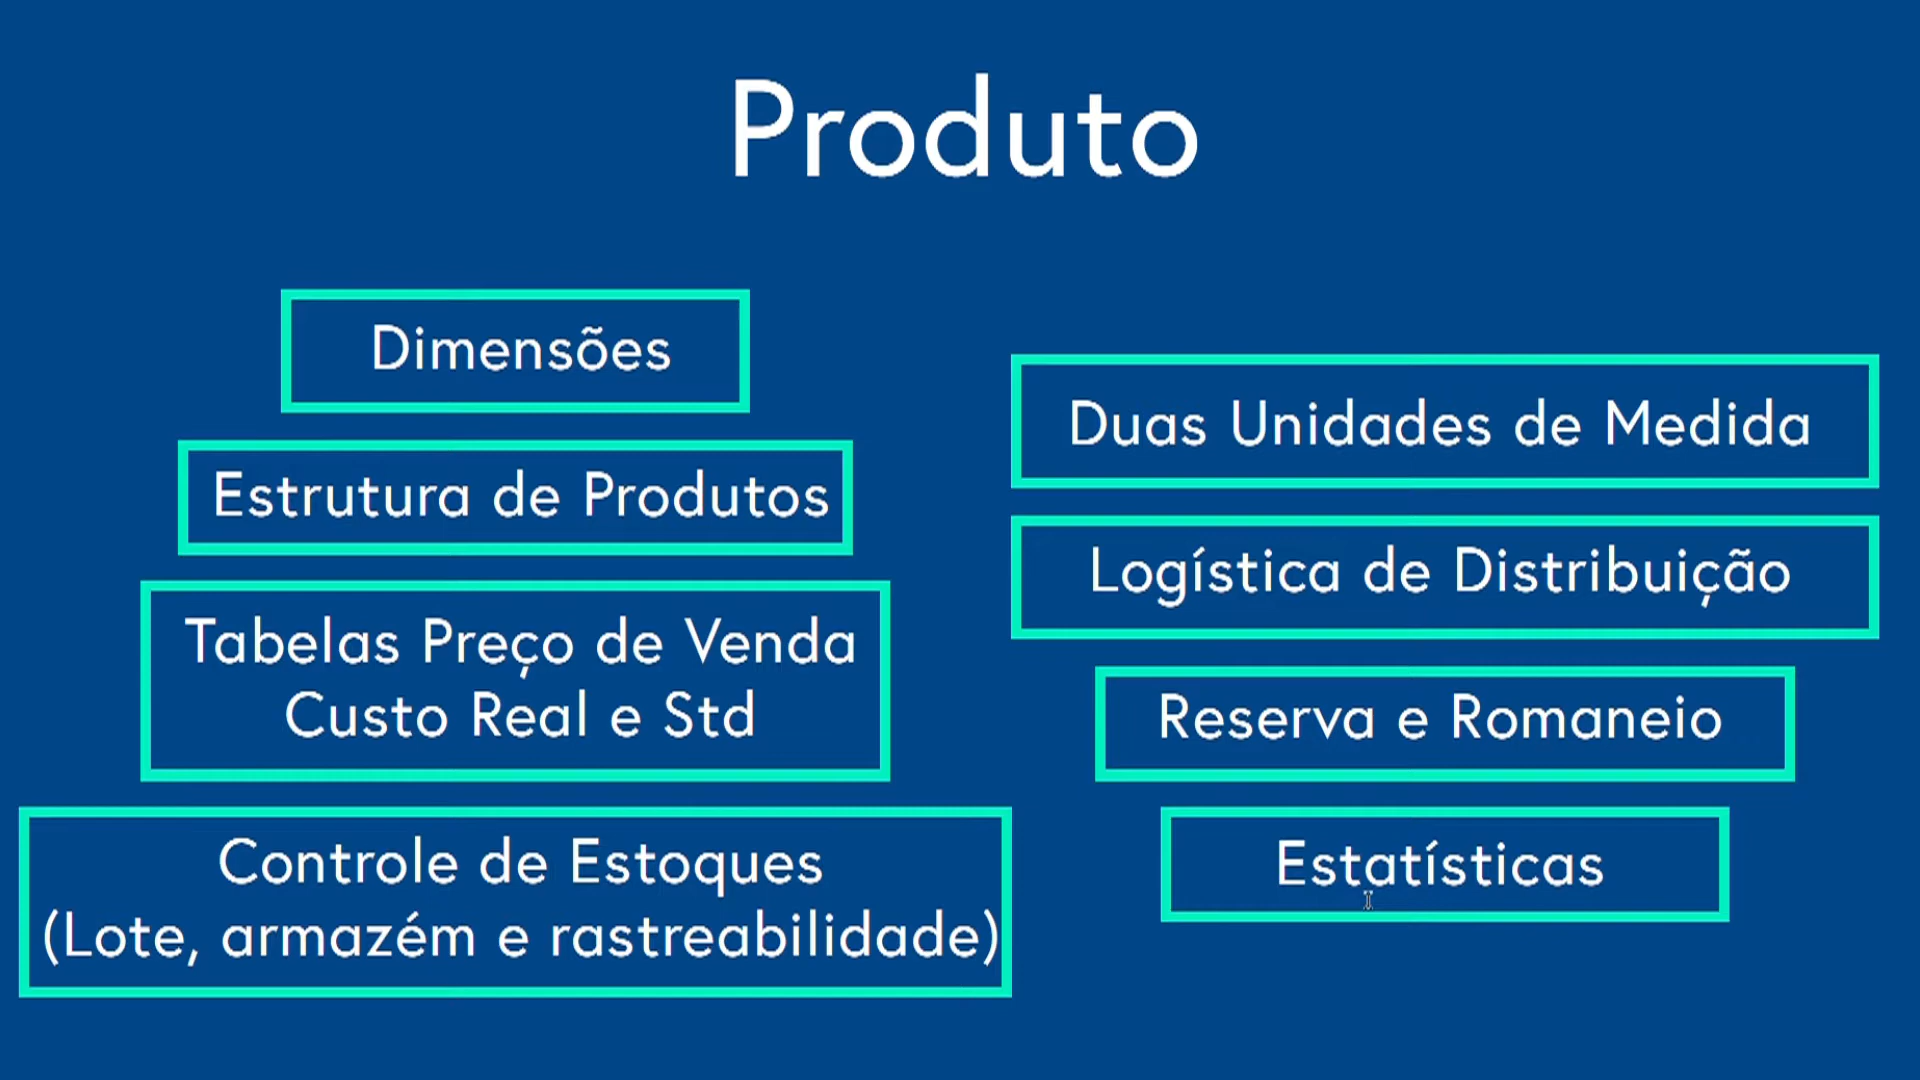 Produto
Dimensões
Estrutura de Produtos
Tabelas Preço de Venda
Custo Real e Std
Controle de Estoques
(Lote, armazém e rastreabilidade)
Duas Unidades de Medida
Logística de Distribuição
Reserva e Romaneio
Estatísticas